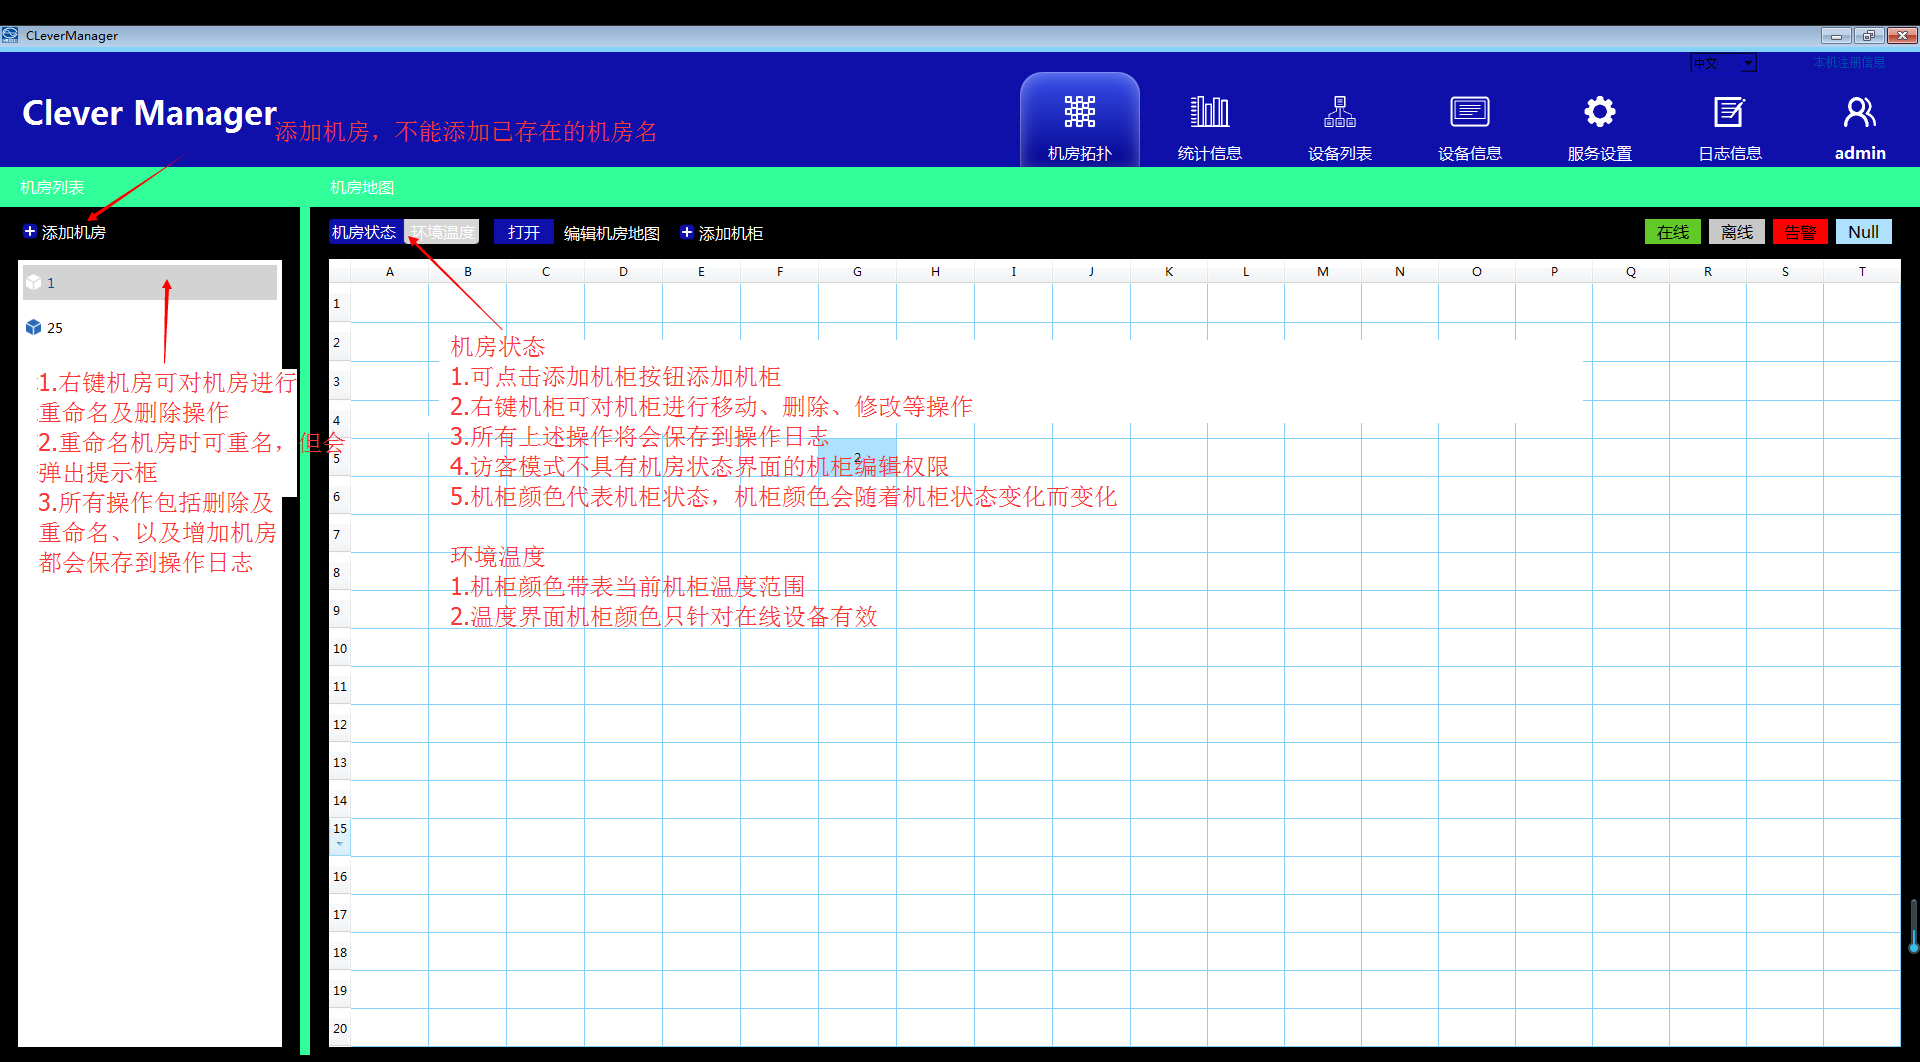 CLeverManager
中文
本机注册信息
Clever Manager
添加机房，不能添加已存在的机房名
机房拓扑
统计信息
设备列表
设备信息
服务设置
日志信息
admin
机房列表
机房地图
添加机房
机房状态
环境温度
打开
编辑机房地图
添加机柜
在线
离线
告警
Null
1
25
1.右键机房可对机房进行
重命名及删除操作
2.重命名机房时可重名，但会
弹出提示框
3.所有操作包括删除及
重命名、以及增加机房
都会保存到操作日志
A B C D E F G H I J K L M N O P Q R S T
1
2
3
4
5
6
7
8
9
10
11
12
13
14
15
16
17
18
19
20
2
机房状态
1.可点击添加机柜按钮添加机柜
2.右键机柜可对机柜进行移动、删除、修改等操作
3.所有上述操作将会保存到操作日志
4.访客模式不具有机房状态界面的机柜编辑权限
5.机柜颜色代表机柜状态，机柜颜色会随着机柜状态变化而变化
环境温度
1.机柜颜色带表当前机柜温度范围
2.温度界面机柜颜色只针对在线设备有效